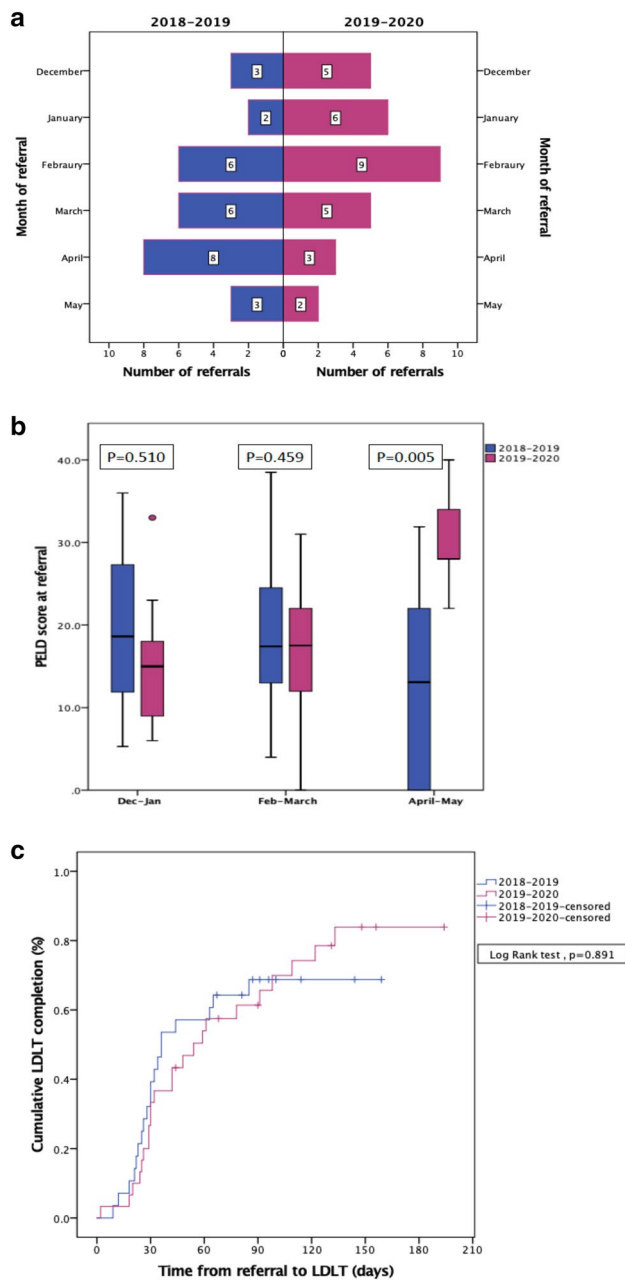 a
2018-2019 2019-2020
Month of referral
December 3 5 December
January 2 6 January
Febraury 6 9 Febraury
March 6 5 March
April 8 3 April
May 3 2 May
Month of referral
10 8 6 4 2 0 2 4 6 8 10
Number of referrals Number of referrals
b
P=0.510 P=0.459 P=0.005
2018-2019
2019-2020
PELD score at referral
40.0
30.0
20.0
10.0
.0
Dec-Jan Feb-March April-May
c
2018-2019
2019-2020
2018-2019-censored
2019-2020-censored
Log Rank test , p=0.891
Cumulative LDLT completion (%)
1.0
0.8
0.6
0.4
0.2
0.0
0 30 60 90 120 150 180 210
Time from referral to LDLT (days)